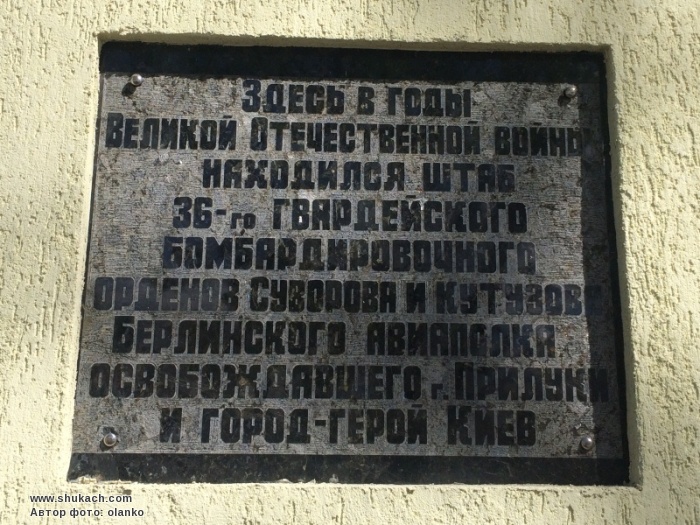 Здесь в годы
Великой Отечественной войны
находился штаб
36-го гвардейского
бомбардировочного
орденов Суворова и Кутузова
Берлинского авиаполка
освобождавшего г. Прилуки
и город-герой Киев
www.shukach.com
Автор фото: olanko